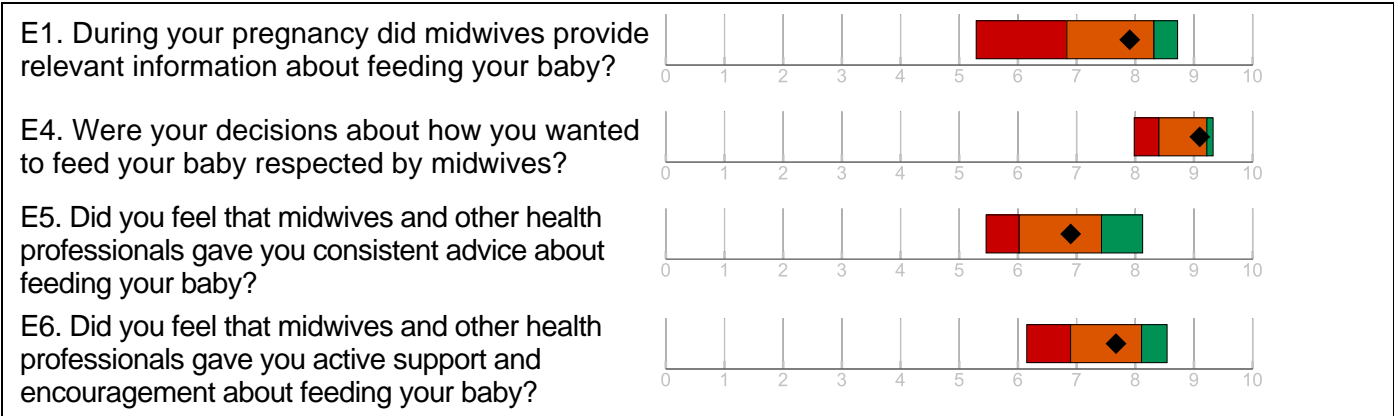 E1. During your pregnancy did midwives provide
relevant information about feeding your baby?
0 1 2 3 4 5 6 7 8 9 10
E4. Were your decisions about how you wanted
to feed your baby respected by midwives?
0 1 2 3 4 5 6 7 8 9 10
E5. Did you feel that midwives and other health
professionals gave you consistent advice about
feeding your baby?
0 1 2 3 4 5 6 7 8 9 10
E6. Did you feel that midwives and other health
professionals gave you active support and
encouragement about feeding your baby?
0 1 2 3 4 5 6 7 8 9 10